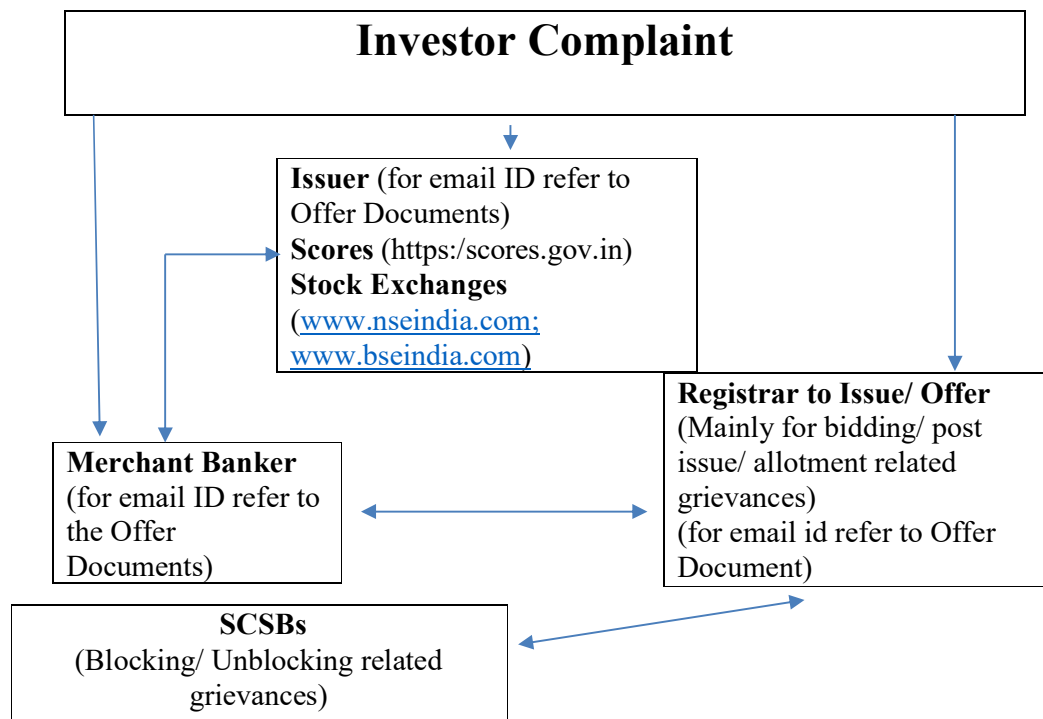 Investor Complaint
Issuer (for email ID refer to
Offer Documents)
Scores (https:/scores.gov.in)
Stock Exchanges
(www.nseindia.com;
www.bseindia.com)
Registrar to Issue/ Offer
(Mainly for bidding/ post
issue/ allotment related
grievances)
(for email id refer to Offer
Document)
Merchant Banker
(for email ID refer to
the Offer
Documents)
SCSBs
(Blocking/ Unblocking related
grievances)